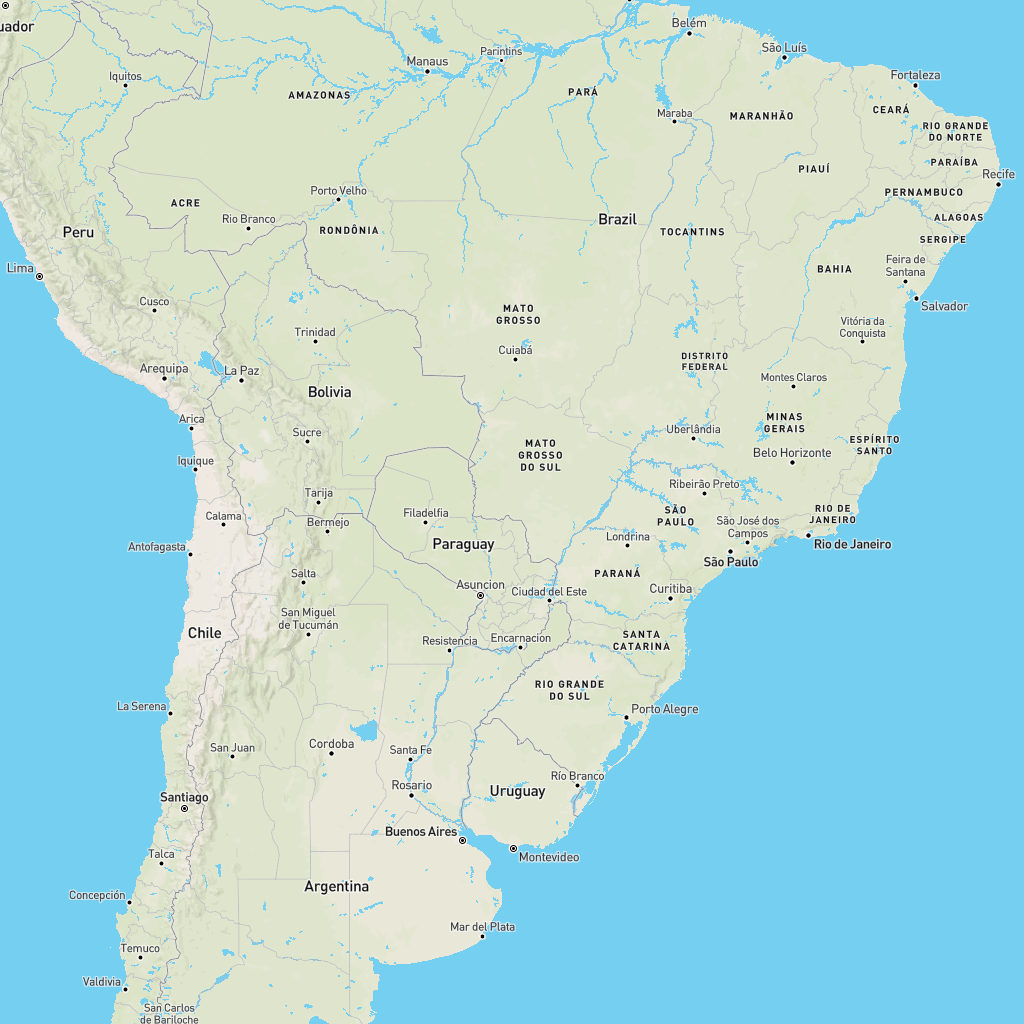 uador
Belém
São Luís
Parintins
Manaus
Iquitos
Fortaleza
AMAZONAS
PARÁ
CEARÁ
Maraba
MARANHÃO
RIO GRANDE
DO NORTE
PARAÍBA
PIAUÍ
Recife
Porto Velho
PERNAMBUCO
ACRE
Rio Branco
Brazil
ALAGOAS
Peru
RONDÔNIA
TOCANTINS
SERGIPE
Lima
BAHIA
Feira de
Santana
Cusco
MATO
GROSSO
Salvador
Trinidad
Vitória da
Conquista
Cuiabá
DISTRITO
FEDERAL
Arequipa
La Paz
Montes Claros
Bolivia
Arica
MINAS
GERAIS
Sucre
Uberlândia
MATO
GROSSO
DO SUL
ESPÍRITO
SANTO
Iquique
Belo Horizonte
Ribeirão Preto
Tarija
Filadelfia
Calama
Bermejo
SÃO
PAULO
RIO DE
JANEIRO
São José dos
Campos
Antofagasta
Paraguay
Londrina
Rio de Janeiro
São Paulo
Salta
PARANÁ
Asuncion
Ciudad del Este
Curitiba
San Miguel
de Tucumán
Chile
Resistencia
Encarnacion
SANTA
CATARINA
RIO GRANDE
DO SUL
La Serena
Porto Alegre
San Juan
Cordoba
Santa Fe
Río Branco
Rosario
Uruguay
Santiago
Buenos Aires
Talca
Montevideo
Argentina
Concepción
Mar del Plata
Temuco
Valdivia
San Carlos
de Bariloche